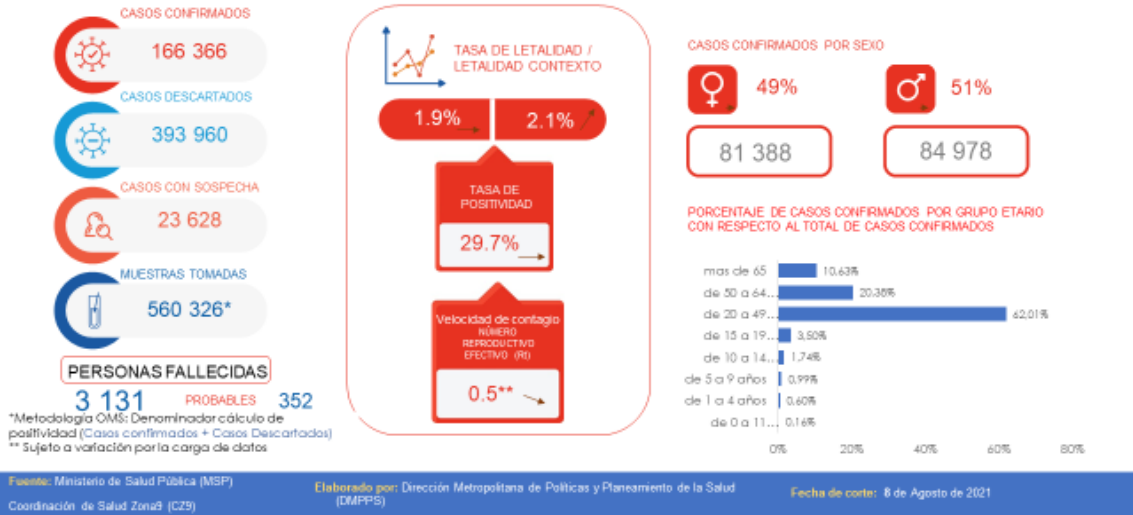 CASOS CONFIRMADOS
166 366
CASOS DESCARTADOS
393 960
CASOS CON SOSPECHA
23 628
MUESTRAS TOMADAS
560 326*
PERSONAS FALLECIDAS
3 131 PROBABLES 352
*Metodología OMS: Denominador cálculo de
positividad (Casos confirmados + Casos Descartados)
** Sujeto a variación por la carga de datos
TASA DE LETALIDAD /
LETALIDAD CONTEXTO
1.9% 2.1%
TASA DE
POSITIVIDAD
29.7%
Velocidad de contagio
NÚMERO
REPRODUCTIVO
EFECTIVO (Rt)
0.5**
CASOS CONFIRMADOS POR SEXO
49% 51%
81 388 84 978
PORCENTAJE DE CASOS CONFIRMADOS POR GRUPO ETARIO
CON RESPECTO AL TOTAL DE CASOS CONFIRMADOS
mas de 65 10,63%
de 50 a 64... 20,38%
de 20 a 49... 62,01%
de 15 a 19... 3,50%
de 10 a 14... 1,74%
de 5 a 9 años 0,99%
de 1 a 4 años 0,60%
de 0 a 11... 0,16%
0% 20% 40% 60% 80%
Fuente: Ministerio de Salud Pública (MSP)
Coordinación de Salud Zona9 (CZ9)
Elaborado por: Dirección Metropolitana de Políticas y Planeamiento de la Salud
(DMPPS)
Fecha de corte: 8 de Agosto de 2021